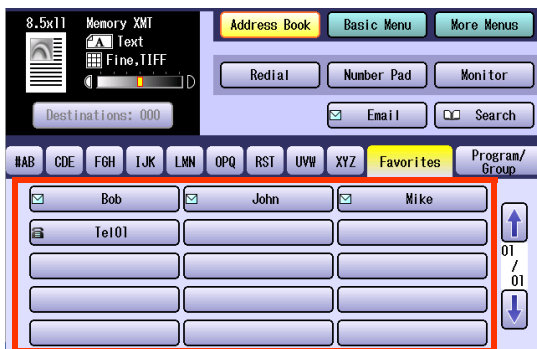 8.5x11 Memory XMT
A Text
Fine,TIFF
D
Destinations: 000
Address Book Basic Menu More Menus
Redial Number Pad Monitor
Email Search
#AB CDE FGH IJK LMN OPQ RST UVW XYZ Favorites Program/
Group
Bob John Mike
Tel01
01
/
01